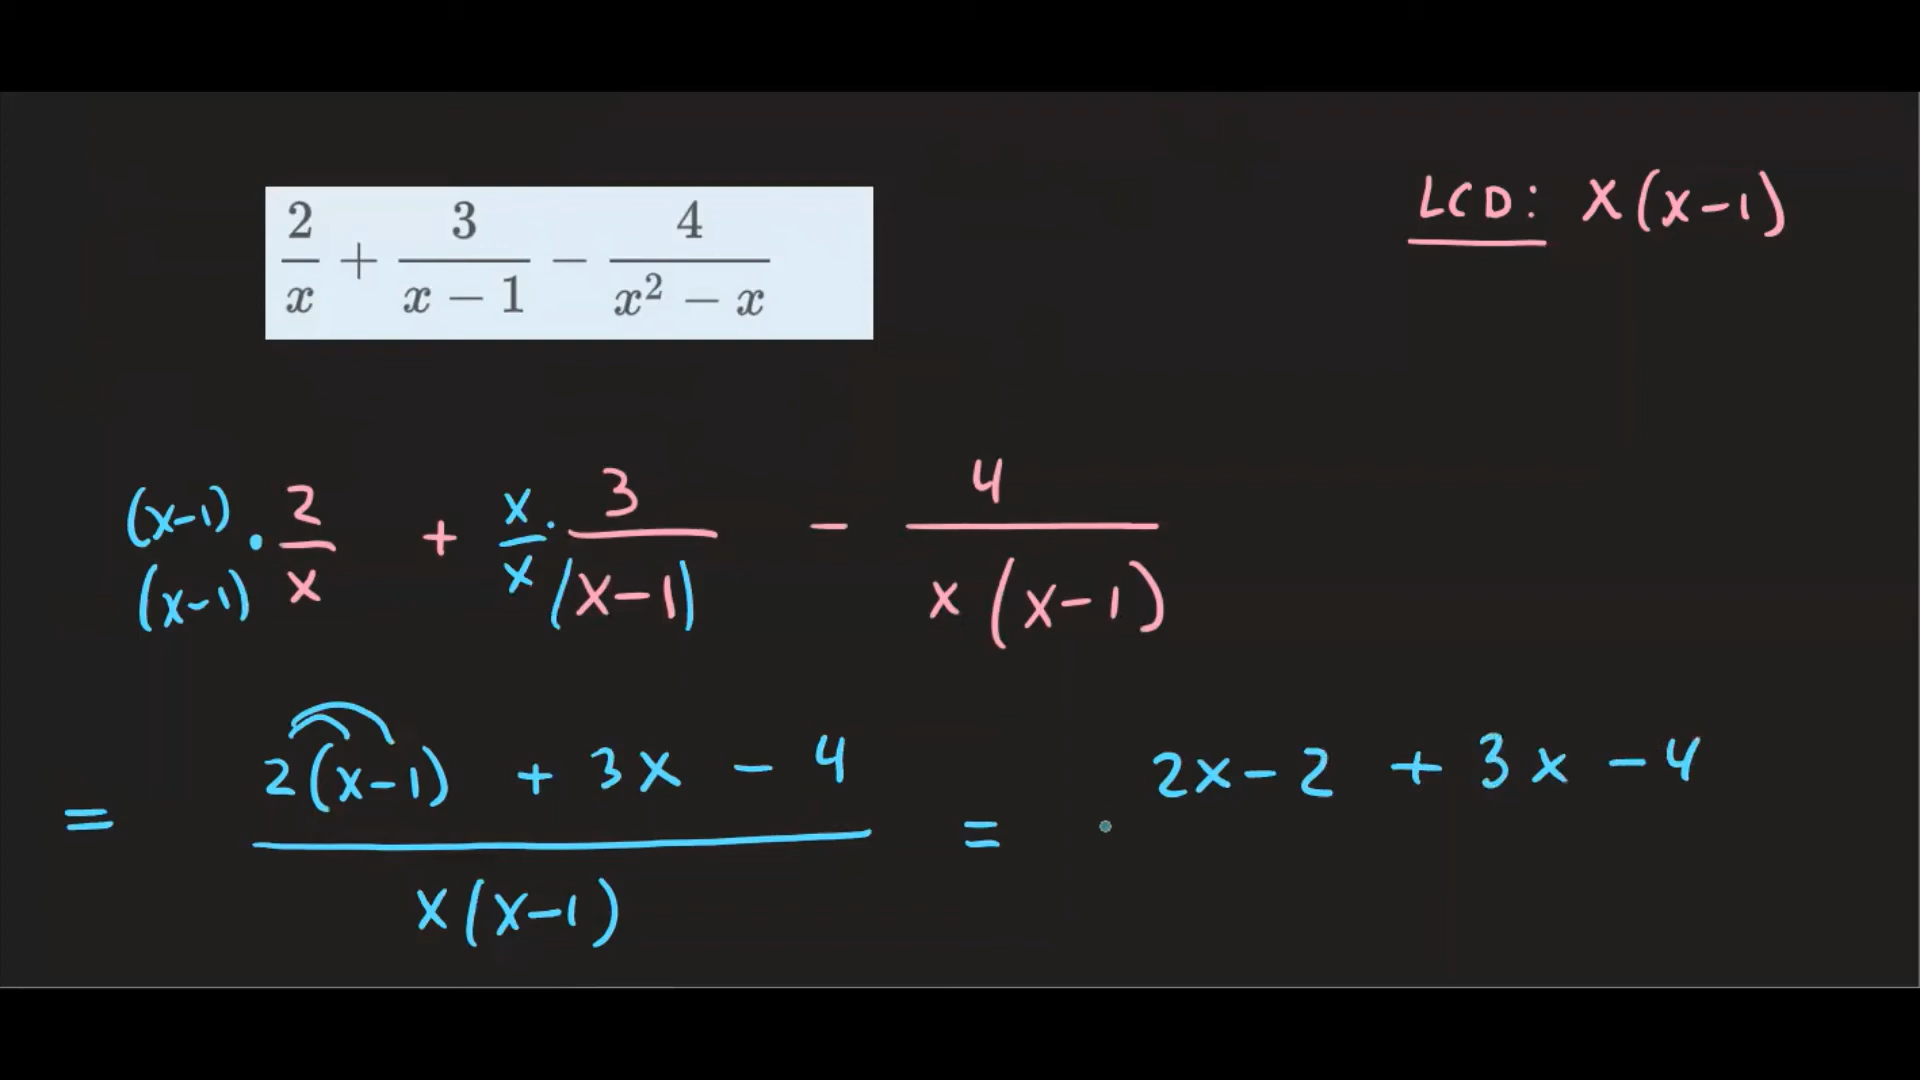 2/x + 3/(x − 1) − 4/(x² − x)
LCD: x(x-1)
(x-1)/(x-1) · 2/x + x/x · 3/(x-1) - 4/(x(x-1))
= (2(x-1) + 3x - 4)/(x(x-1)) = 2x - 2 + 3x - 4